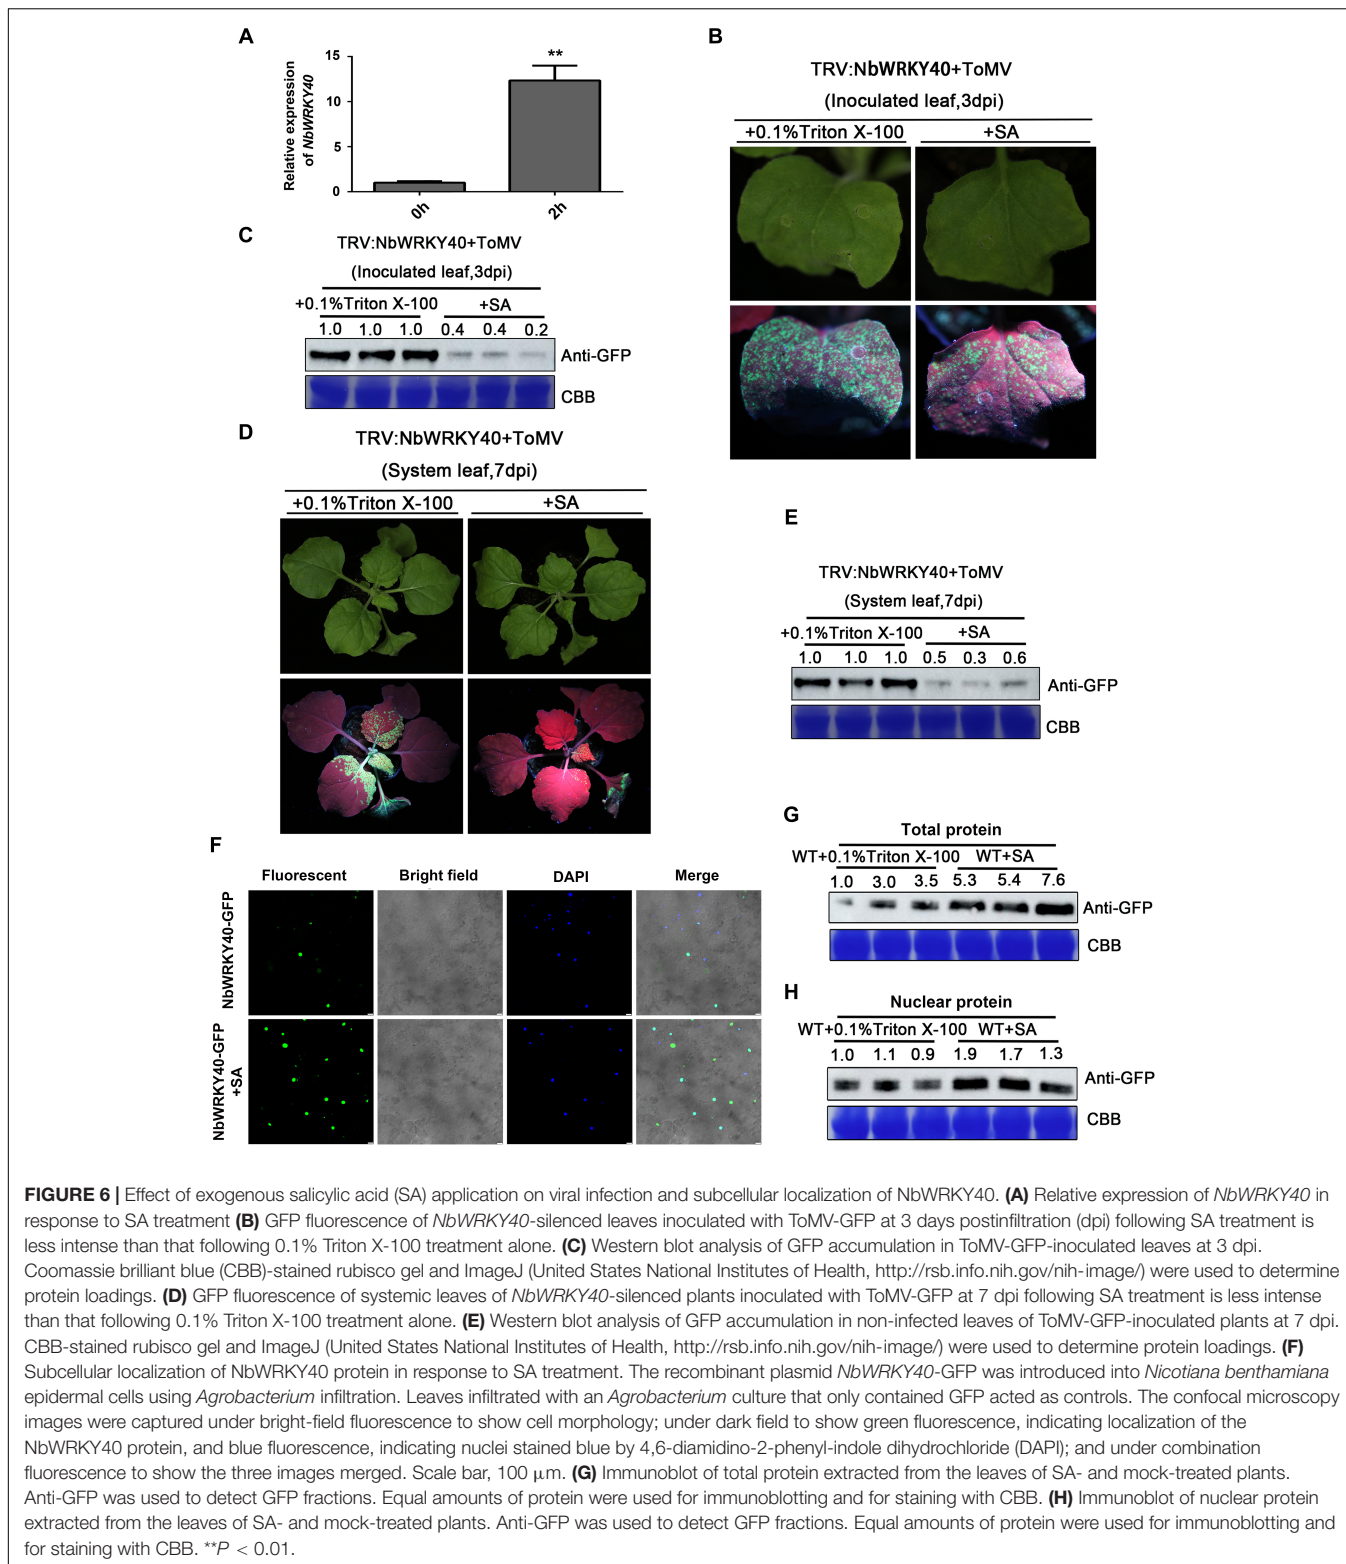 A
Relative expression
of NbWRKY40
15
10
5
0
**
0h
2h
B
TRV:NbWRKY40+ToMV
(Inoculated leaf,3dpi)
+0.1%Triton X-100
+SA
C
TRV:NbWRKY40+ToMV
(Inoculated leaf,3dpi)
+0.1%Triton X-100 +SA
1.0 1.0 1.0 0.4 0.4 0.2
Anti-GFP
CBB
D
TRV:NbWRKY40+ToMV
(System leaf,7dpi)
+0.1%Triton X-100 +SA
E
TRV:NbWRKY40+ToMV
(System leaf,7dpi)
+0.1%Triton X-100 +SA
1.0 1.0 1.0 0.5 0.3 0.6
Anti-GFP
CBB
F
Fluorescent Bright field DAPI Merge
NbWRKY40-GFP
NbWRKY40-GFP
+SA
G
Total protein
WT+0.1%Triton X-100 WT+SA
1.0 3.0 3.5 5.3 5.4 7.6
Anti-GFP
CBB
H
Nuclear protein
WT+0.1%Triton X-100 WT+SA
1.0 1.1 0.9 1.9 1.7 1.3
Anti-GFP
CBB
FIGURE 6 | Effect of exogenous salicylic acid (SA) application on viral infection and subcellular localization of NbWRKY40. (A) Relative expression of NbWRKY40 in
response to SA treatment (B) GFP fluorescence of NbWRKY40-silenced leaves inoculated with ToMV-GFP at 3 days postinfiltration (dpi) following SA treatment is
less intense than that following 0.1% Triton X-100 treatment alone. (C) Western blot analysis of GFP accumulation in ToMV-GFP-inoculated leaves at 3 dpi.
Coomassie brilliant blue (CBB)-stained rubisco gel and ImageJ (United States National Institutes of Health, http://rsb.info.nih.gov/nih-image/) were used to determine
protein loadings. (D) GFP fluorescence of systemic leaves of NbWRKY40-silenced plants inoculated with ToMV-GFP at 7 dpi following SA treatment is less intense
than that following 0.1% Triton X-100 treatment alone. (E) Western blot analysis of GFP accumulation in non-infected leaves of ToMV-GFP-inoculated plants at 7 dpi.
CBB-stained rubisco gel and ImageJ (United States National Institutes of Health, http://rsb.info.nih.gov/nih-image/) were used to determine protein loadings. (F)
Subcellular localization of NbWRKY40 protein in response to SA treatment. The recombinant plasmid NbWRKY40-GFP was introduced into Nicotiana benthamiana
epidermal cells using Agrobacterium infiltration. Leaves infiltrated with an Agrobacterium culture that only contained GFP acted as controls. The confocal microscopy
images were captured under bright-field fluorescence to show cell morphology; under dark field to show green fluorescence, indicating localization of the
NbWRKY40 protein, and blue fluorescence, indicating nuclei stained blue by 4,6-diamidino-2-phenyl-indole dihydrochloride (DAPI); and under combination
fluorescence to show the three images merged. Scale bar, 100 μm. (G) Immunoblot of total protein extracted from the leaves of SA- and mock-treated plants.
Anti-GFP was used to detect GFP fractions. Equal amounts of protein were used for immunoblotting and for staining with CBB. (H) Immunoblot of nuclear protein
extracted from the leaves of SA- and mock-treated plants. Anti-GFP was used to detect GFP fractions. Equal amounts of protein were used for immunoblotting and
for staining with CBB. **P < 0.01.